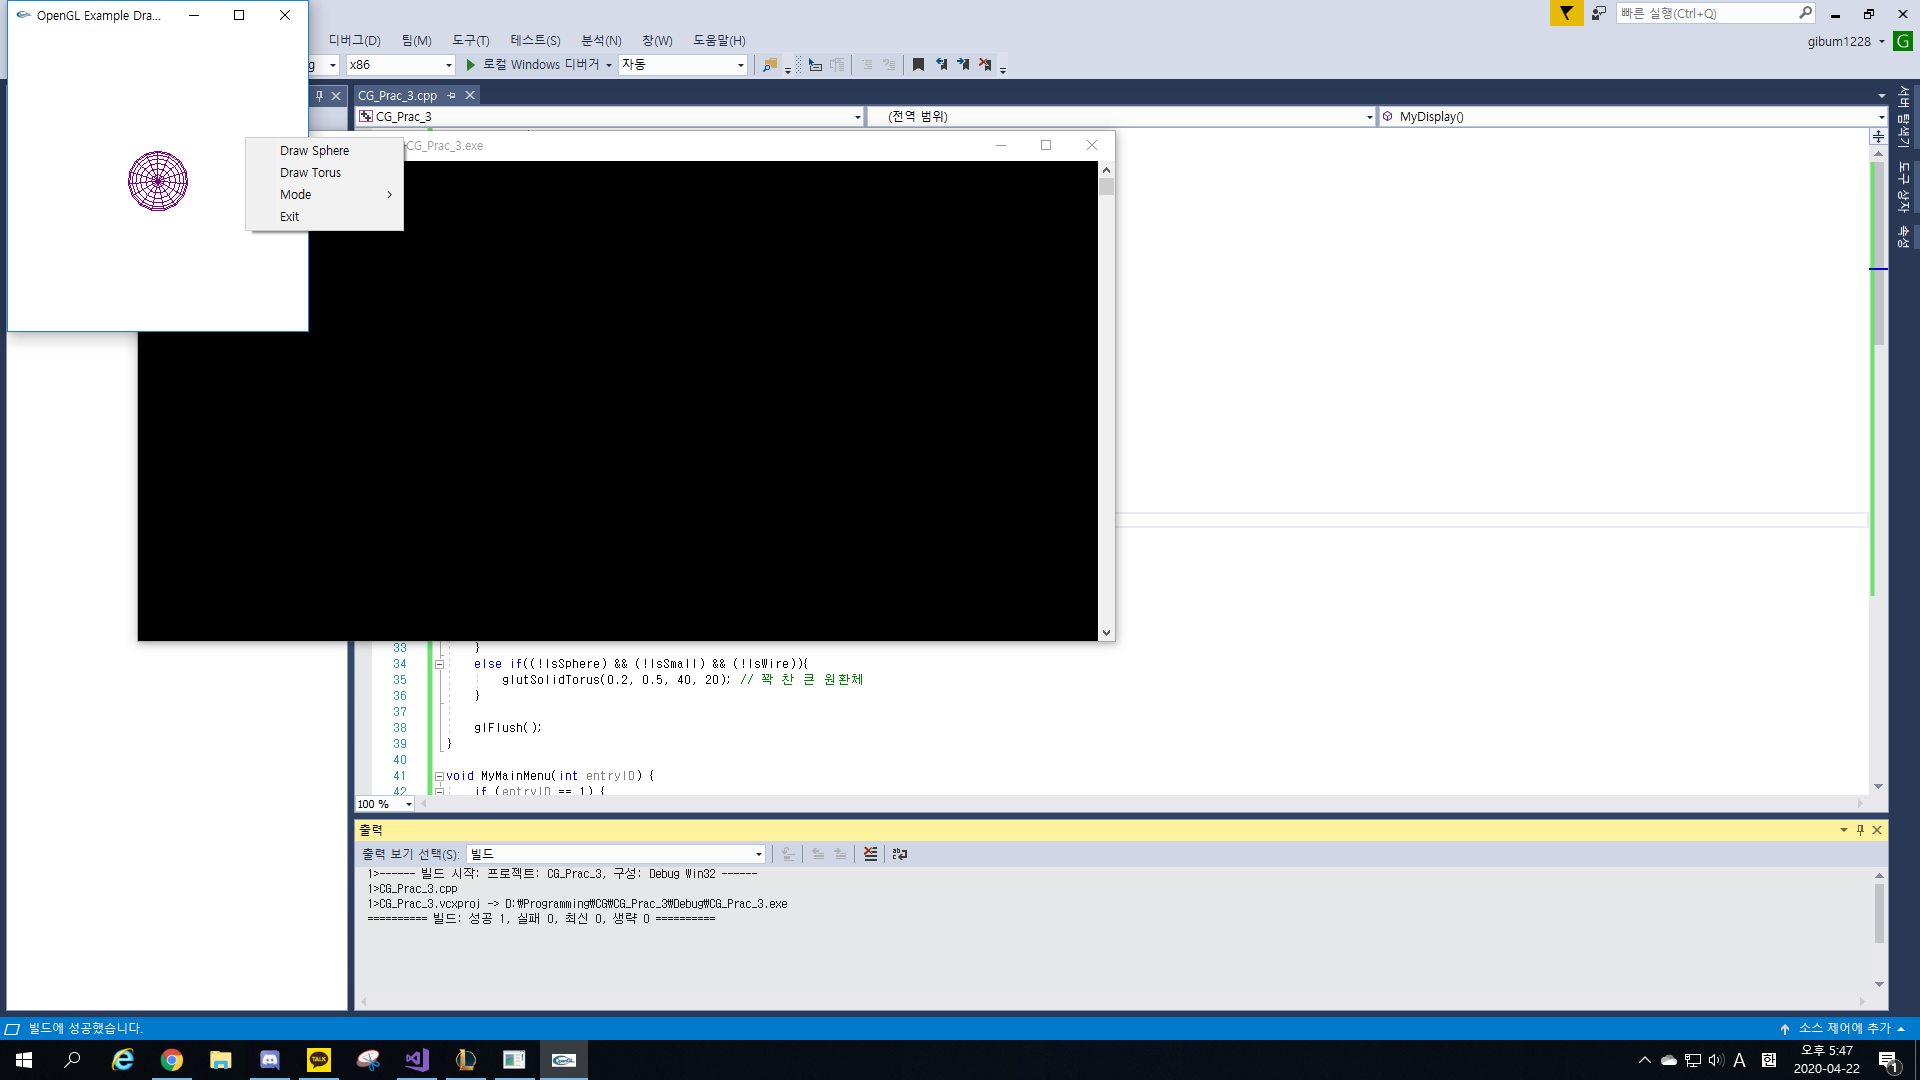 OpenGL Example Dra...
빠른 실행(Ctrl+Q)
디버그(D) 팀(M) 도구(T) 테스트(S) 분석(N) 창(W) 도움말(H)
gibum1228
G
g
x86
로컬 Windows 디버거
자동
CG_Prac_3.cpp
CG_Prac_3
(전역 범위)
MyDisplay()
서버 탐색기
도구 상자
속성
CG_Prac_3.exe
Draw Sphere
Draw Torus
Mode
Exit
33 }
34 else if((!IsSphere) && (!IsSmall) && (!IsWire)){
35 glutSolidTorus(0.2, 0.5, 40, 20); // 꽉 찬 큰 원환체
36 }
37
38 glFlush();
39 }
40
41 void MyMainMenu(int entryID) {
42 if (entryID == 1) {
100 %
출력
출력 보기 선택(S): 빌드
1>------ 빌드 시작: 프로젝트: CG_Prac_3, 구성: Debug Win32 ------
1>CG_Prac_3.cpp
1>CG_Prac_3.vcxproj -> D:₩Programming₩CG₩CG_Prac_3₩Debug₩CG_Prac_3.exe
========== 빌드: 성공 1, 실패 0, 최신 0, 생략 0 ==========
빌드에 성공했습니다.
소스 제어에 추가
TALK
OpenGL
A
한
오후 5:47
2020-04-22
1